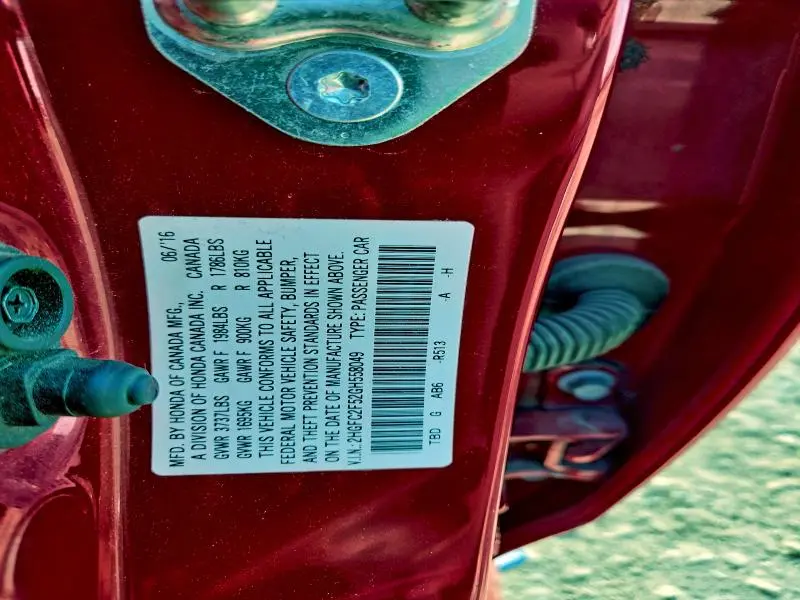 MFD. BY HONDA OF CANADA MFG., 06/16
A DIVISION OF HONDA CANADA INC. CANADA
GVWR 3737LBS GAWR F 1984LBS R 1786LBS
GVWR 1695KG GAWR F 900KG R 810KG
THIS VEHICLE CONFORMS TO ALL APPLICABLE
FEDERAL MOTOR VEHICLE SAFETY, BUMPER,
AND THEFT PREVENTION STANDARDS IN EFFECT
ON THE DATE OF MANUFACTURE SHOWN ABOVE.
V.I.N.:2HGFC2F52GH558049 TYPE:PASSENGER CAR
TBD G AB6 -R513 -A -H